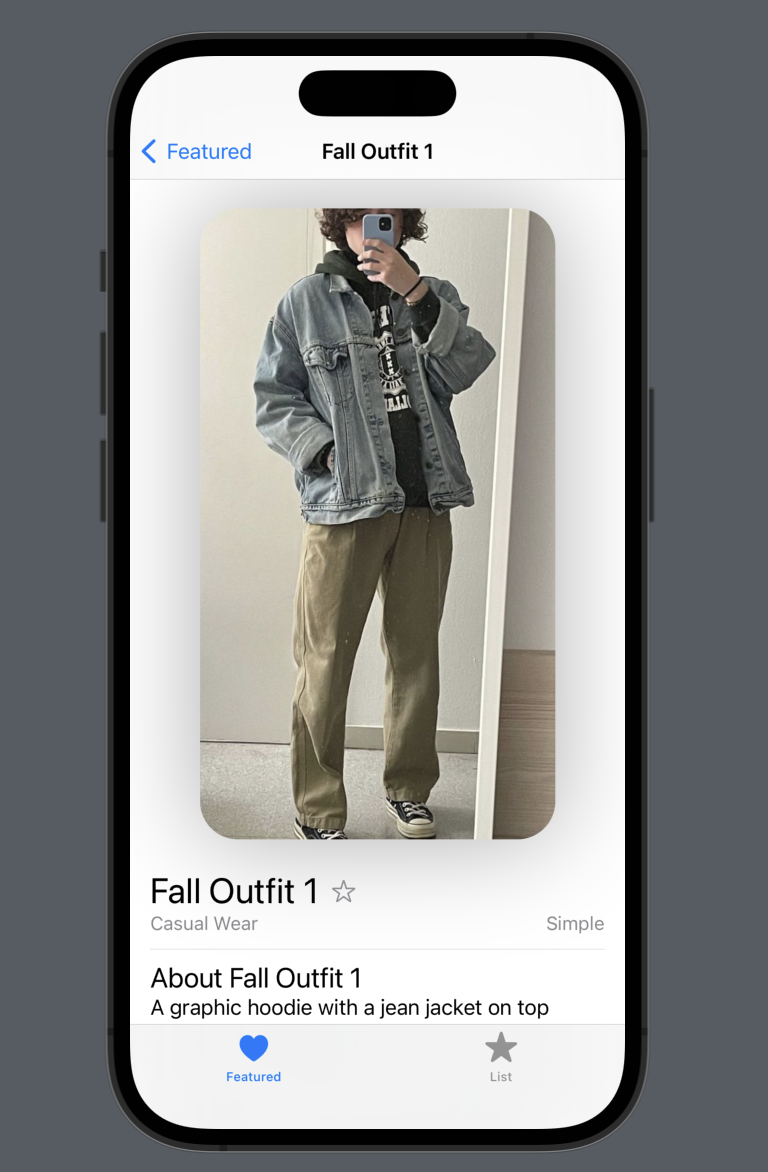 Featured
Fall Outfit 1
Fall Outfit 1
Casual Wear
Simple
About Fall Outfit 1
A graphic hoodie with a jean jacket on top
Featured
List